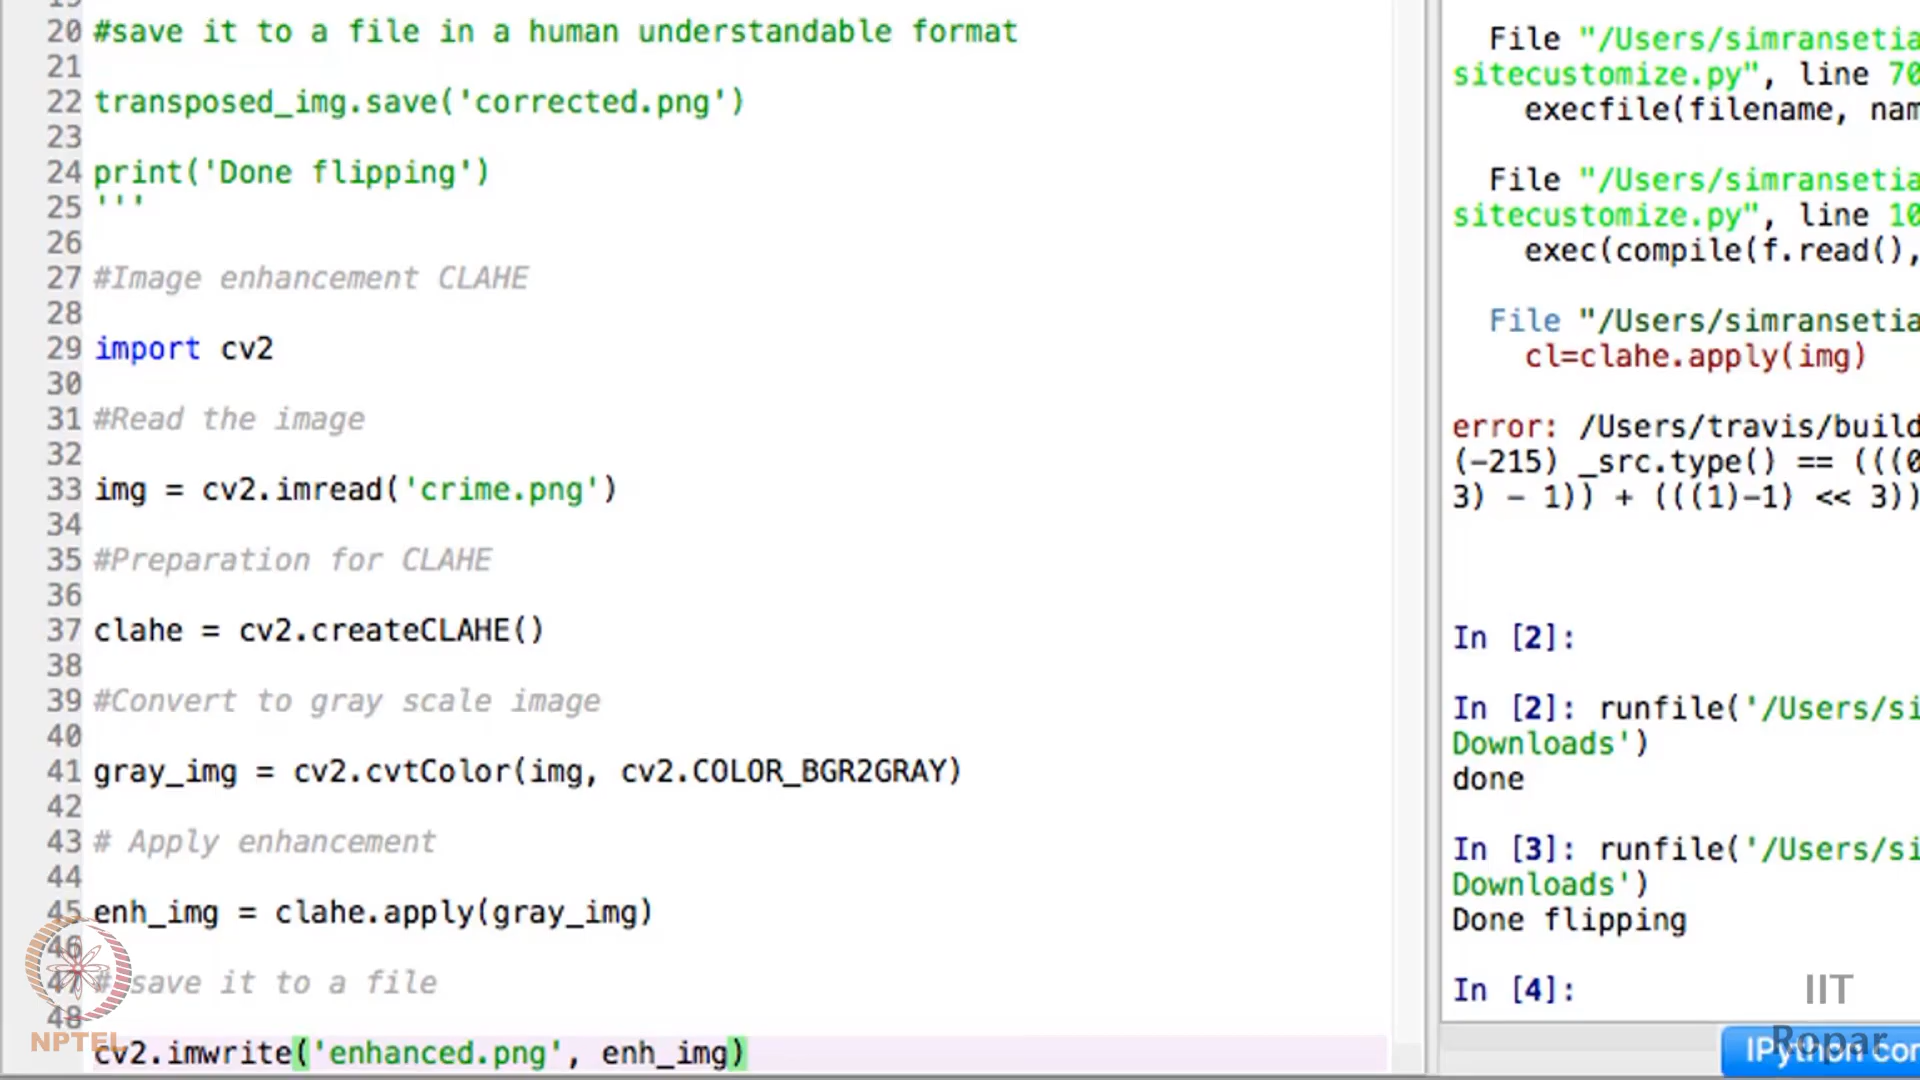 20 #save it to a file in a human understandable format
21
22 transposed_img.save('corrected.png')
23
24 print('Done flipping')
25 '''
26
27 #Image enhancement CLAHE
28
29 import cv2
30
31 #Read the image
32
33 img = cv2.imread('crime.png')
34
35 #Preparation for CLAHE
36
37 clahe = cv2.createCLAHE()
38
39 #Convert to gray scale image
40
41 gray_img = cv2.cvtColor(img, cv2.COLOR_BGR2GRAY)
42
43 # Apply enhancement
44
45 enh_img = clahe.apply(gray_img)
46
47 # save it to a file
48
cv2.imwrite('enhanced.png', enh_img)
NPTEL
File "/Users/simransetia
sitecustomize.py", line 70
execfile(filename, nam
File "/Users/simransetia
sitecustomize.py", line 10
exec(compile(f.read(),
File "/Users/simransetia
cl=clahe.apply(img)
error: /Users/travis/build
(-215) _src.type() == (((0
3) - 1)) + (((1)-1) << 3))
In [2]:
In [2]: runfile('/Users/si
Downloads')
done
In [3]: runfile('/Users/si
Downloads')
Done flipping
In [4]:
IIT
Ropar
IPython con